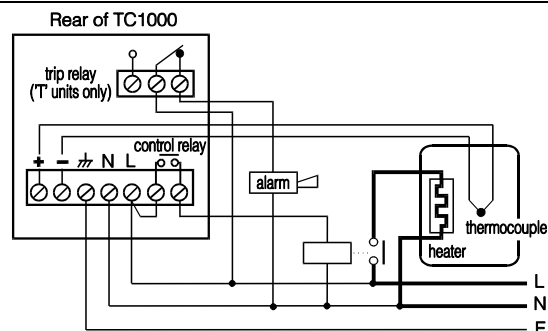 Rear of TC1000
trip relay
('T' units only)
+ − N L control relay
alarm
thermocouple
heater
L
N
E